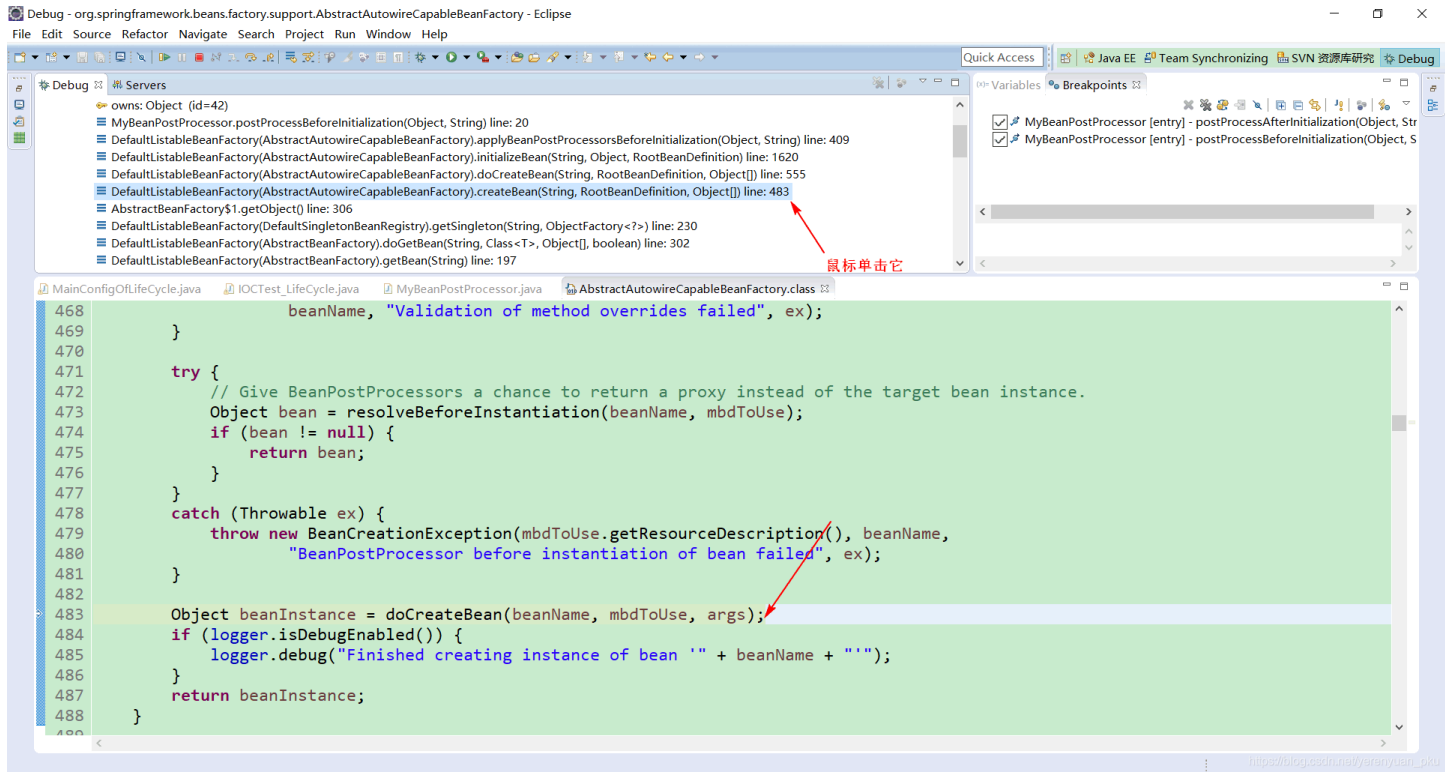 Debug - org.springframework.beans.factory.support.AbstractAutowireCapableBeanFactory - Eclipse
File Edit Source Refactor Navigate Search Project Run Window Help
Quick Access
Java EE
Team Synchronizing
SVN 资源库研究
Debug
Debug
Servers
owns: Object (id=42)
MyBeanPostProcessor.postProcessBeforeInitialization(Object, String) line: 20
DefaultListableBeanFactory(AbstractAutowireCapableBeanFactory).applyBeanPostProcessorsBeforeInitialization(Object, String) line: 409
DefaultListableBeanFactory(AbstractAutowireCapableBeanFactory).initializeBean(String, Object, RootBeanDefinition) line: 1620
DefaultListableBeanFactory(AbstractAutowireCapableBeanFactory).doCreateBean(String, RootBeanDefinition, Object[]) line: 555
DefaultListableBeanFactory(AbstractAutowireCapableBeanFactory).createBean(String, RootBeanDefinition, Object[]) line: 483
AbstractBeanFactory$1.getObject() line: 306
DefaultListableBeanFactory(DefaultSingletonBeanRegistry).getSingleton(String, ObjectFactory<?>) line: 230
DefaultListableBeanFactory(AbstractBeanFactory).doGetBean(String, Class<T>, Object[], boolean) line: 302
DefaultListableBeanFactory(AbstractBeanFactory).getBean(String) line: 197
鼠标单击它
(x)= Variables
Breakpoints
MyBeanPostProcessor [entry] - postProcessAfterInitialization(Object, Str
MyBeanPostProcessor [entry] - postProcessBeforeInitialization(Object, S
MainConfigOfLifeCycle.java
IOCTest_LifeCycle.java
MyBeanPostProcessor.java
AbstractAutowireCapableBeanFactory.class
468 beanName, "Validation of method overrides failed", ex);
469 }
470
471 try {
472 // Give BeanPostProcessors a chance to return a proxy instead of the target bean instance.
473 Object bean = resolveBeforeInstantiation(beanName, mbdToUse);
474 if (bean != null) {
475 return bean;
476 }
477 }
478 catch (Throwable ex) {
479 throw new BeanCreationException(mbdToUse.getResourceDescription(), beanName,
480 "BeanPostProcessor before instantiation of bean failed", ex);
481 }
482
483 Object beanInstance = doCreateBean(beanName, mbdToUse, args);
484 if (logger.isDebugEnabled()) {
485 logger.debug("Finished creating instance of bean '" + beanName + "'");
486 }
487 return beanInstance;
488 }
489
https://blog.csdn.net/yerenyuan_pku